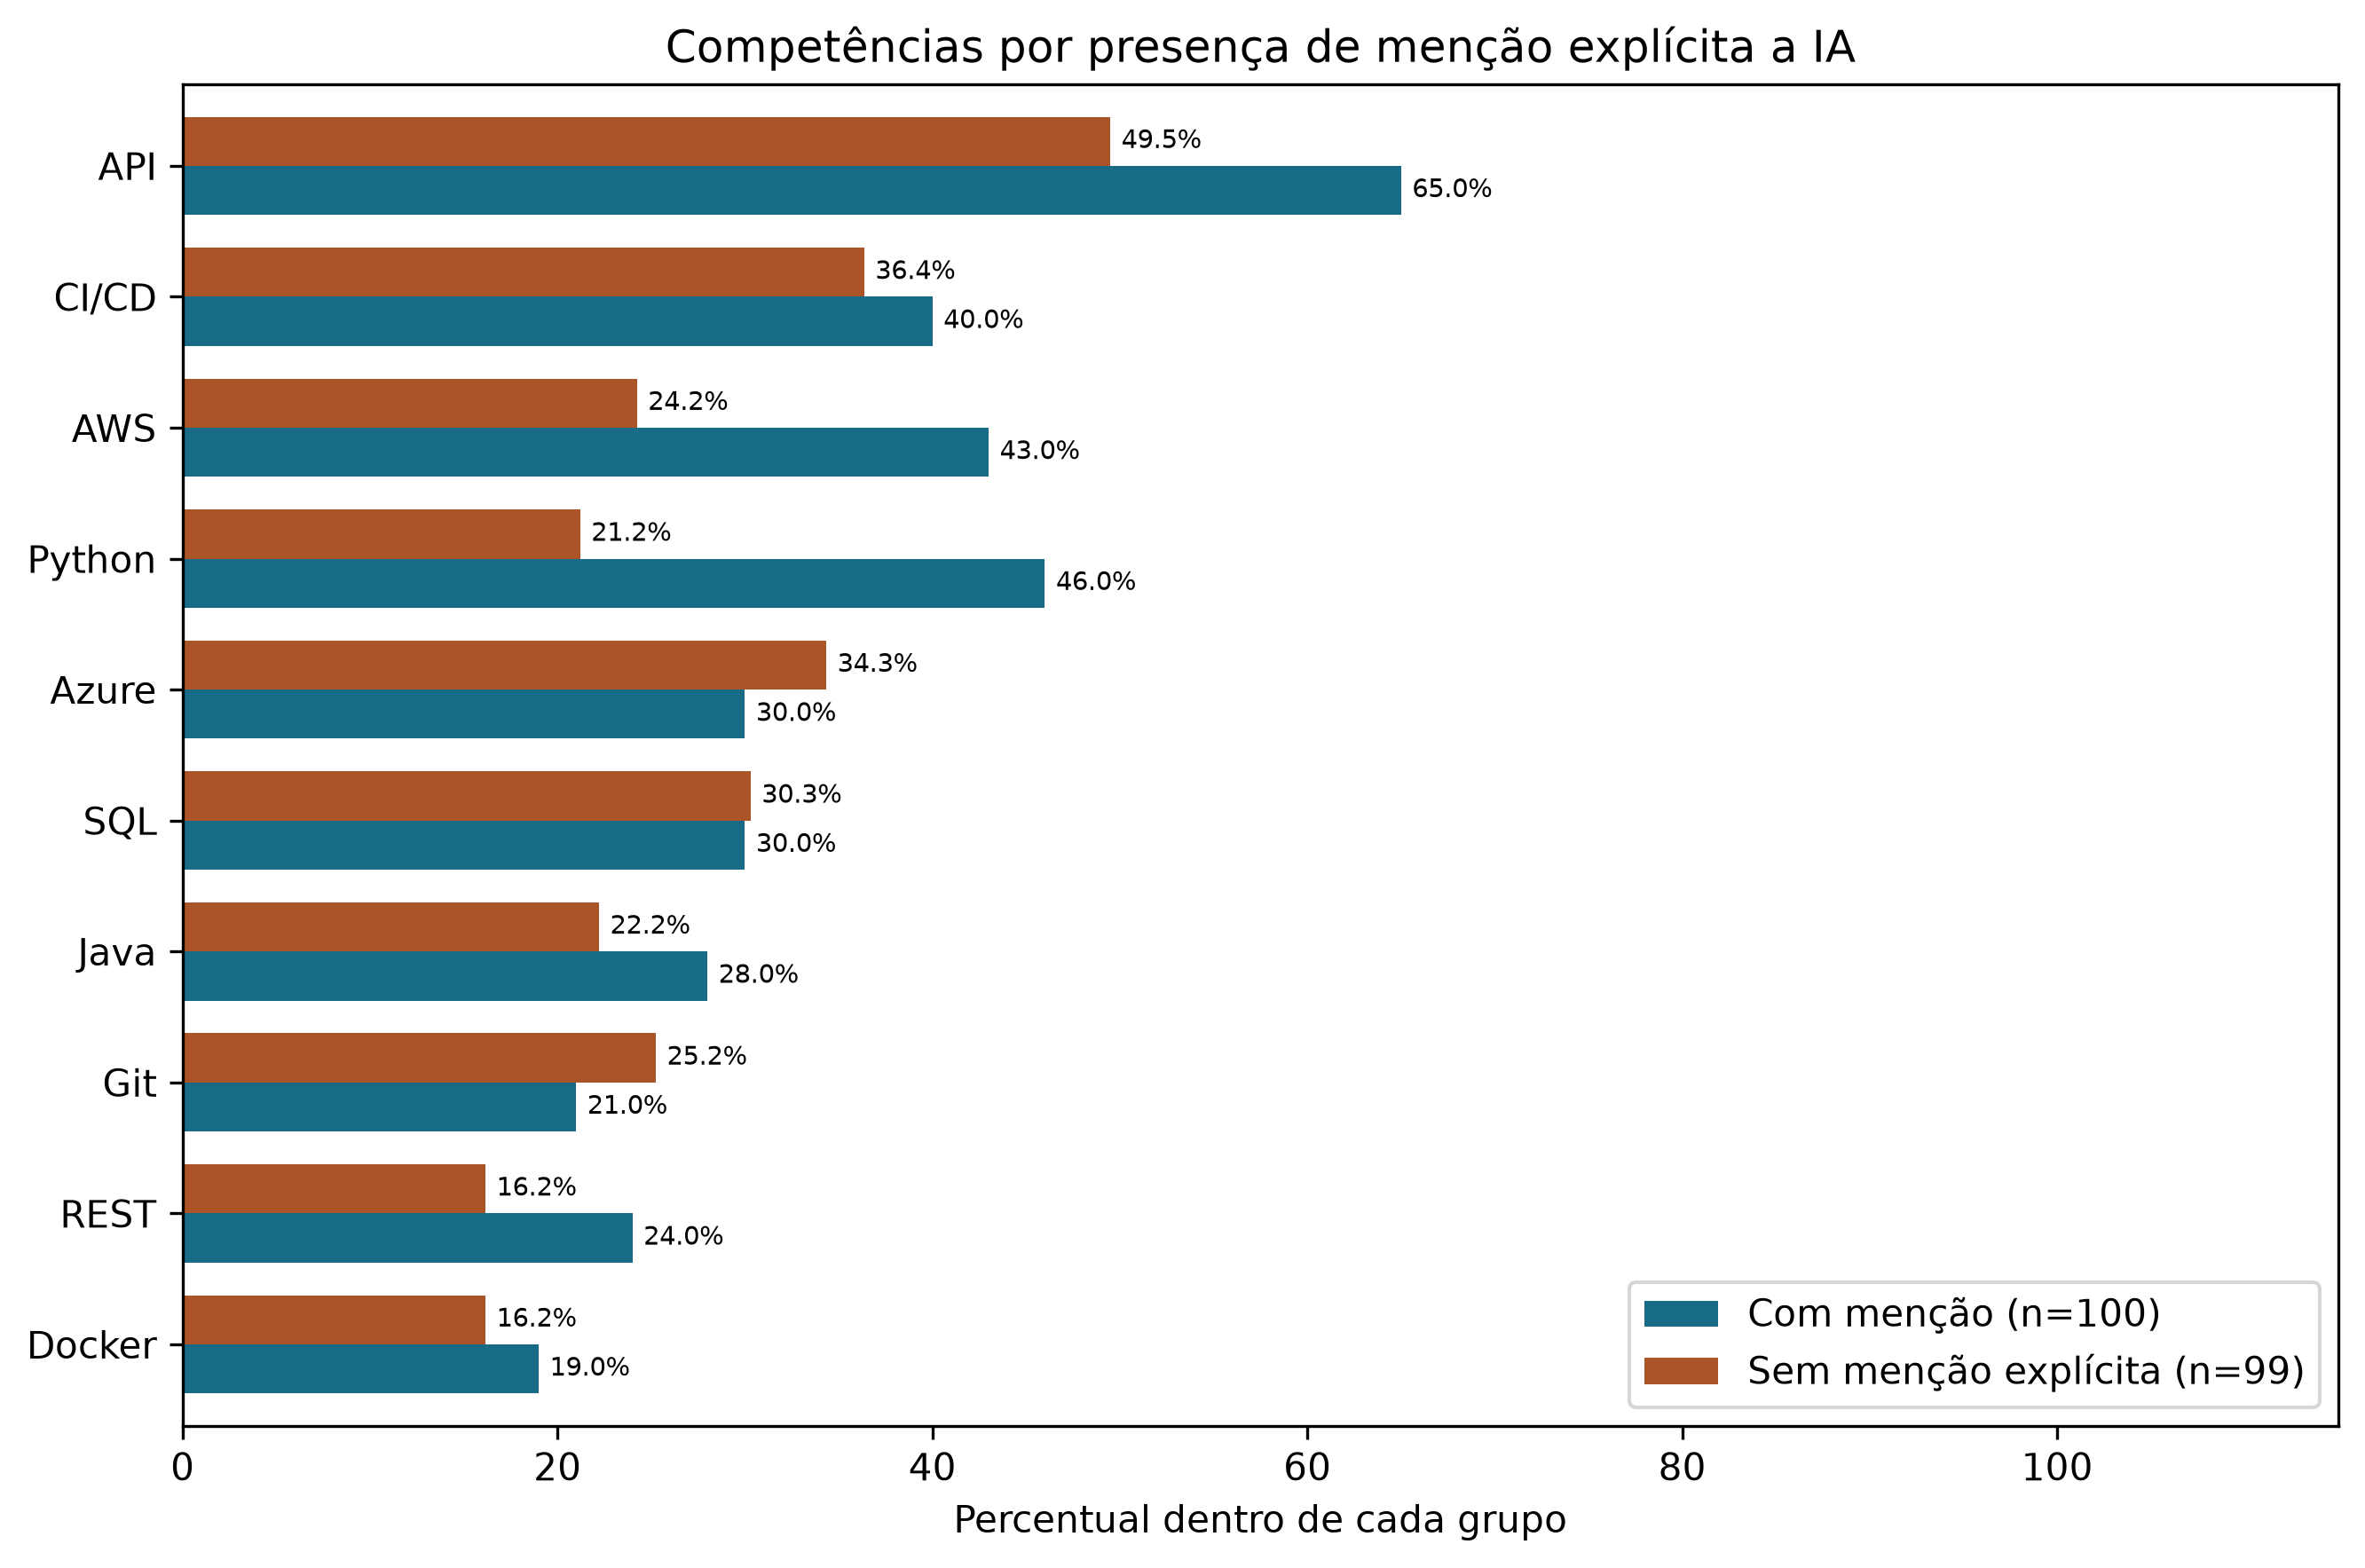 Competências por presença de menção explícita a IA
API
49.5%
65.0%
CI/CD
36.4%
40.0%
AWS
24.2%
43.0%
Python
21.2%
46.0%
Azure
34.3%
30.0%
SQL
30.3%
30.0%
Java
22.2%
28.0%
Git
25.2%
21.0%
REST
16.2%
24.0%
Docker
16.2%
19.0%
Com menção (n=100)
Sem menção explícita (n=99)
0 20 40 60 80 100
Percentual dentro de cada grupo